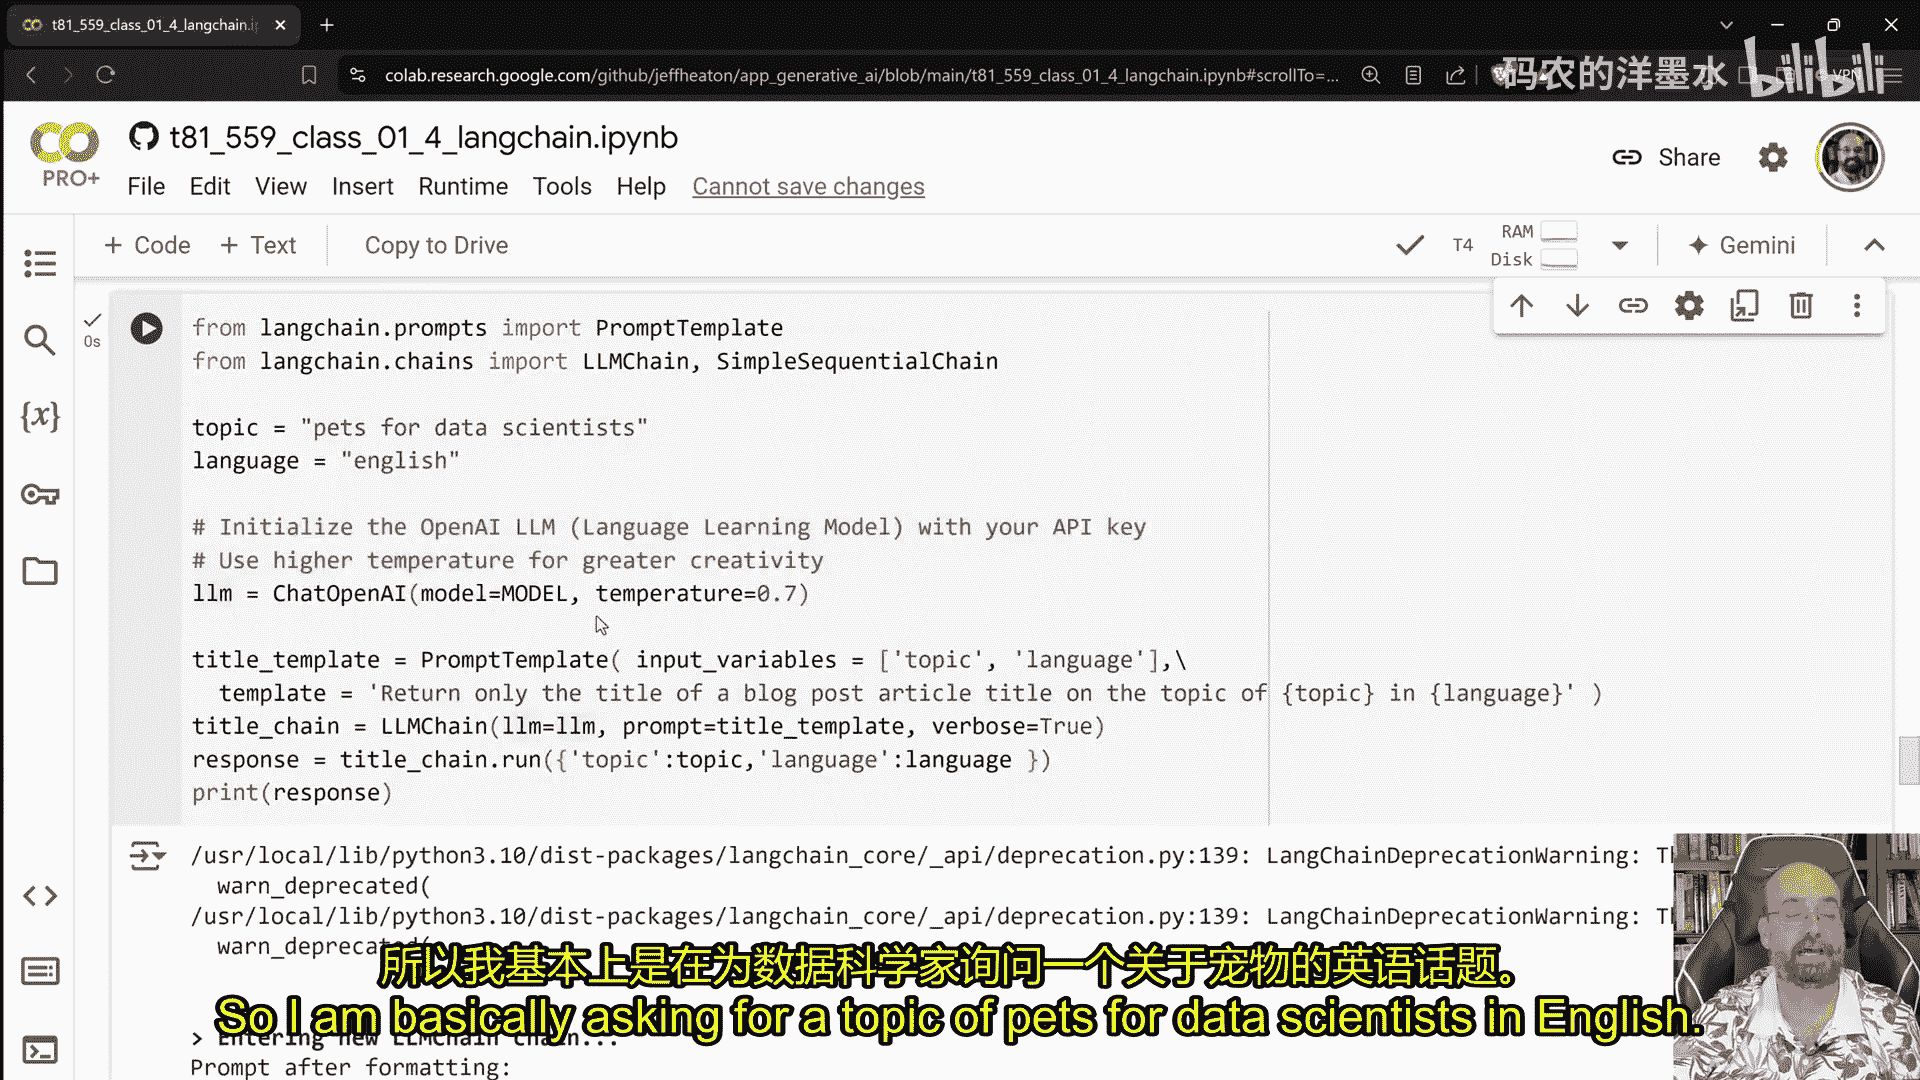 t81_559_class_01_4_langchain.i
colab.research.google.com/github/jeffheaton/app_generative_ai/blob/main/t81_559_class_01_4_langchain.ipynb#scrollTo=...
码农的洋墨水
bilibili
VPN
CO
PRO+
t81_559_class_01_4_langchain.ipynb
File Edit View Insert Runtime Tools Help Cannot save changes
Share
+ Code + Text Copy to Drive
T4
RAM
Disk
Gemini
0s
{x}
from langchain.prompts import PromptTemplate
from langchain.chains import LLMChain, SimpleSequentialChain
topic = "pets for data scientists"
language = "english"
# Initialize the OpenAI LLM (Language Learning Model) with your API key
# Use higher temperature for greater creativity
llm = ChatOpenAI(model=MODEL, temperature=0.7)
title_template = PromptTemplate( input_variables = ['topic', 'language'],\
template = 'Return only the title of a blog post article title on the topic of {topic} in {language}' )
title_chain = LLMChain(llm=llm, prompt=title_template, verbose=True)
response = title_chain.run({'topic':topic,'language':language })
print(response)
/usr/local/lib/python3.10/dist-packages/langchain_core/_api/deprecation.py:139: LangChainDeprecationWarning:
warn_deprecated(
/usr/local/lib/python3.10/dist-packages/langchain_core/_api/deprecation.py:139: LangChainDeprecationWarning:
warn_deprecated(
所以我基本上是在为数据科学家询问一个关于宠物的英语话题。
So I am basically asking for a topic of pets for data scientists in English.
> Entering new LLMChain chain...
Prompt after formatting: